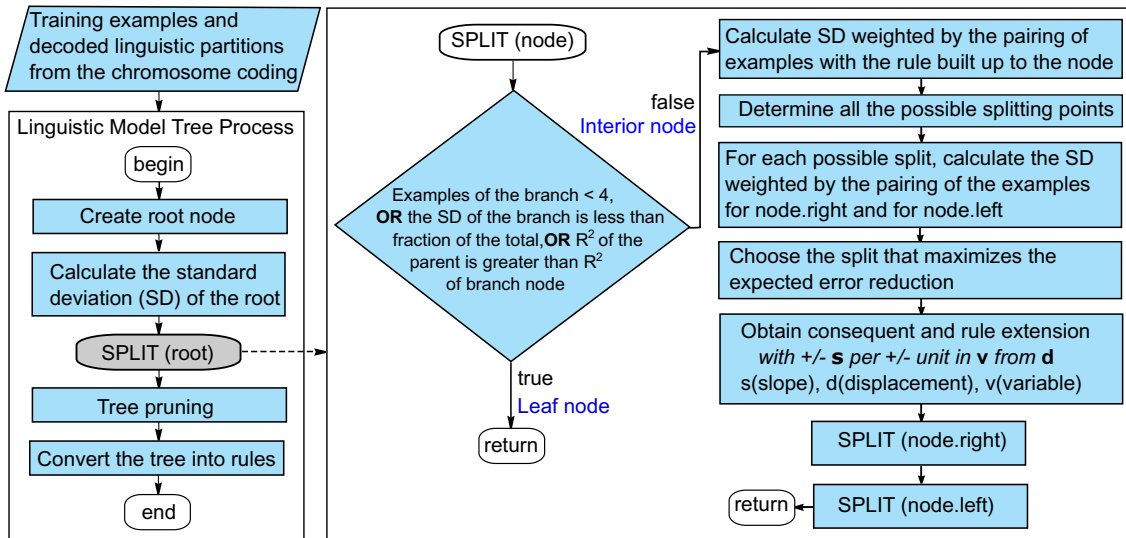 Training examples and
decoded linguistic partitions
from the chromosome coding
Linguistic Model Tree Process
begin
Create root node
Calculate the standard
deviation (SD) of the root
SPLIT (root)
Tree pruning
Convert the tree into rules
end
SPLIT (node)
Examples of the branch < 4,
OR the SD of the branch is less than
fraction of the total,OR R² of the
parent is greater than R²
of branch node
false
Interior node
true
Leaf node
return
Calculate SD weighted by the pairing of
examples with the rule built up to the node
Determine all the possible splitting points
For each possible split, calculate the SD
weighted by the pairing of the examples
for node.right and for node.left
Choose the split that maximizes the
expected error reduction
Obtain consequent and rule extension
with +/- s per +/- unit in v from d
s(slope), d(displacement), v(variable)
SPLIT (node.right)
SPLIT (node.left)
return